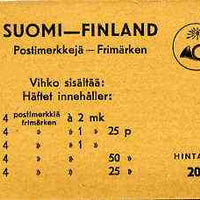 SUOMI—FINLAND
Postimerkkejä — Frimärken
Vihko sisältää:
Häftet innehåller:
4 postimerkkiä frimärken à 2 mk
4 » » 1 » 25 p
4 » » 1 »
4 » » 50 »
4 » » 25 »
HINTA
20